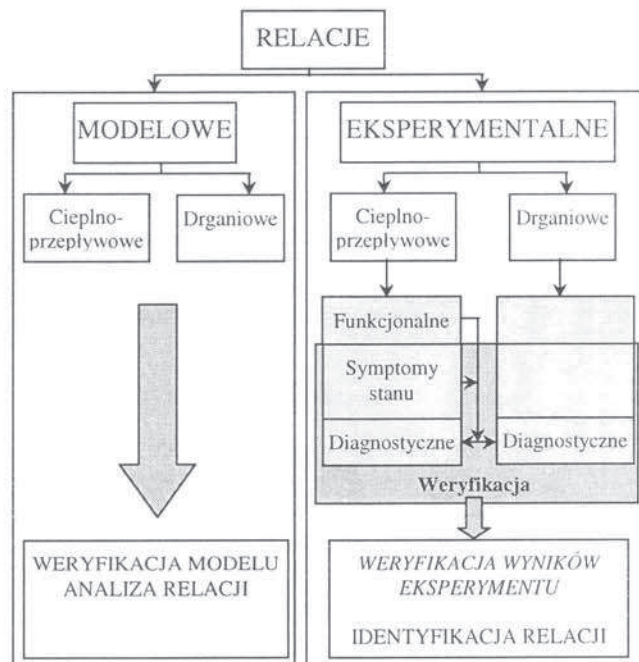 RELACJE
MODELOWE
Cieplno-
przepływowe
Drganiowe
WERYFIKACJA MODELU
ANALIZA RELACJI
EKSPERYMENTALNE
Cieplno-
przepływowe
Drganiowe
Funkcjonalne
Symptomy
stanu
Diagnostyczne
Diagnostyczne
Weryfikacja
WERYFIKACJA WYNIKÓW
EKSPERYMENTU
IDENTYFIKACJA RELACJI